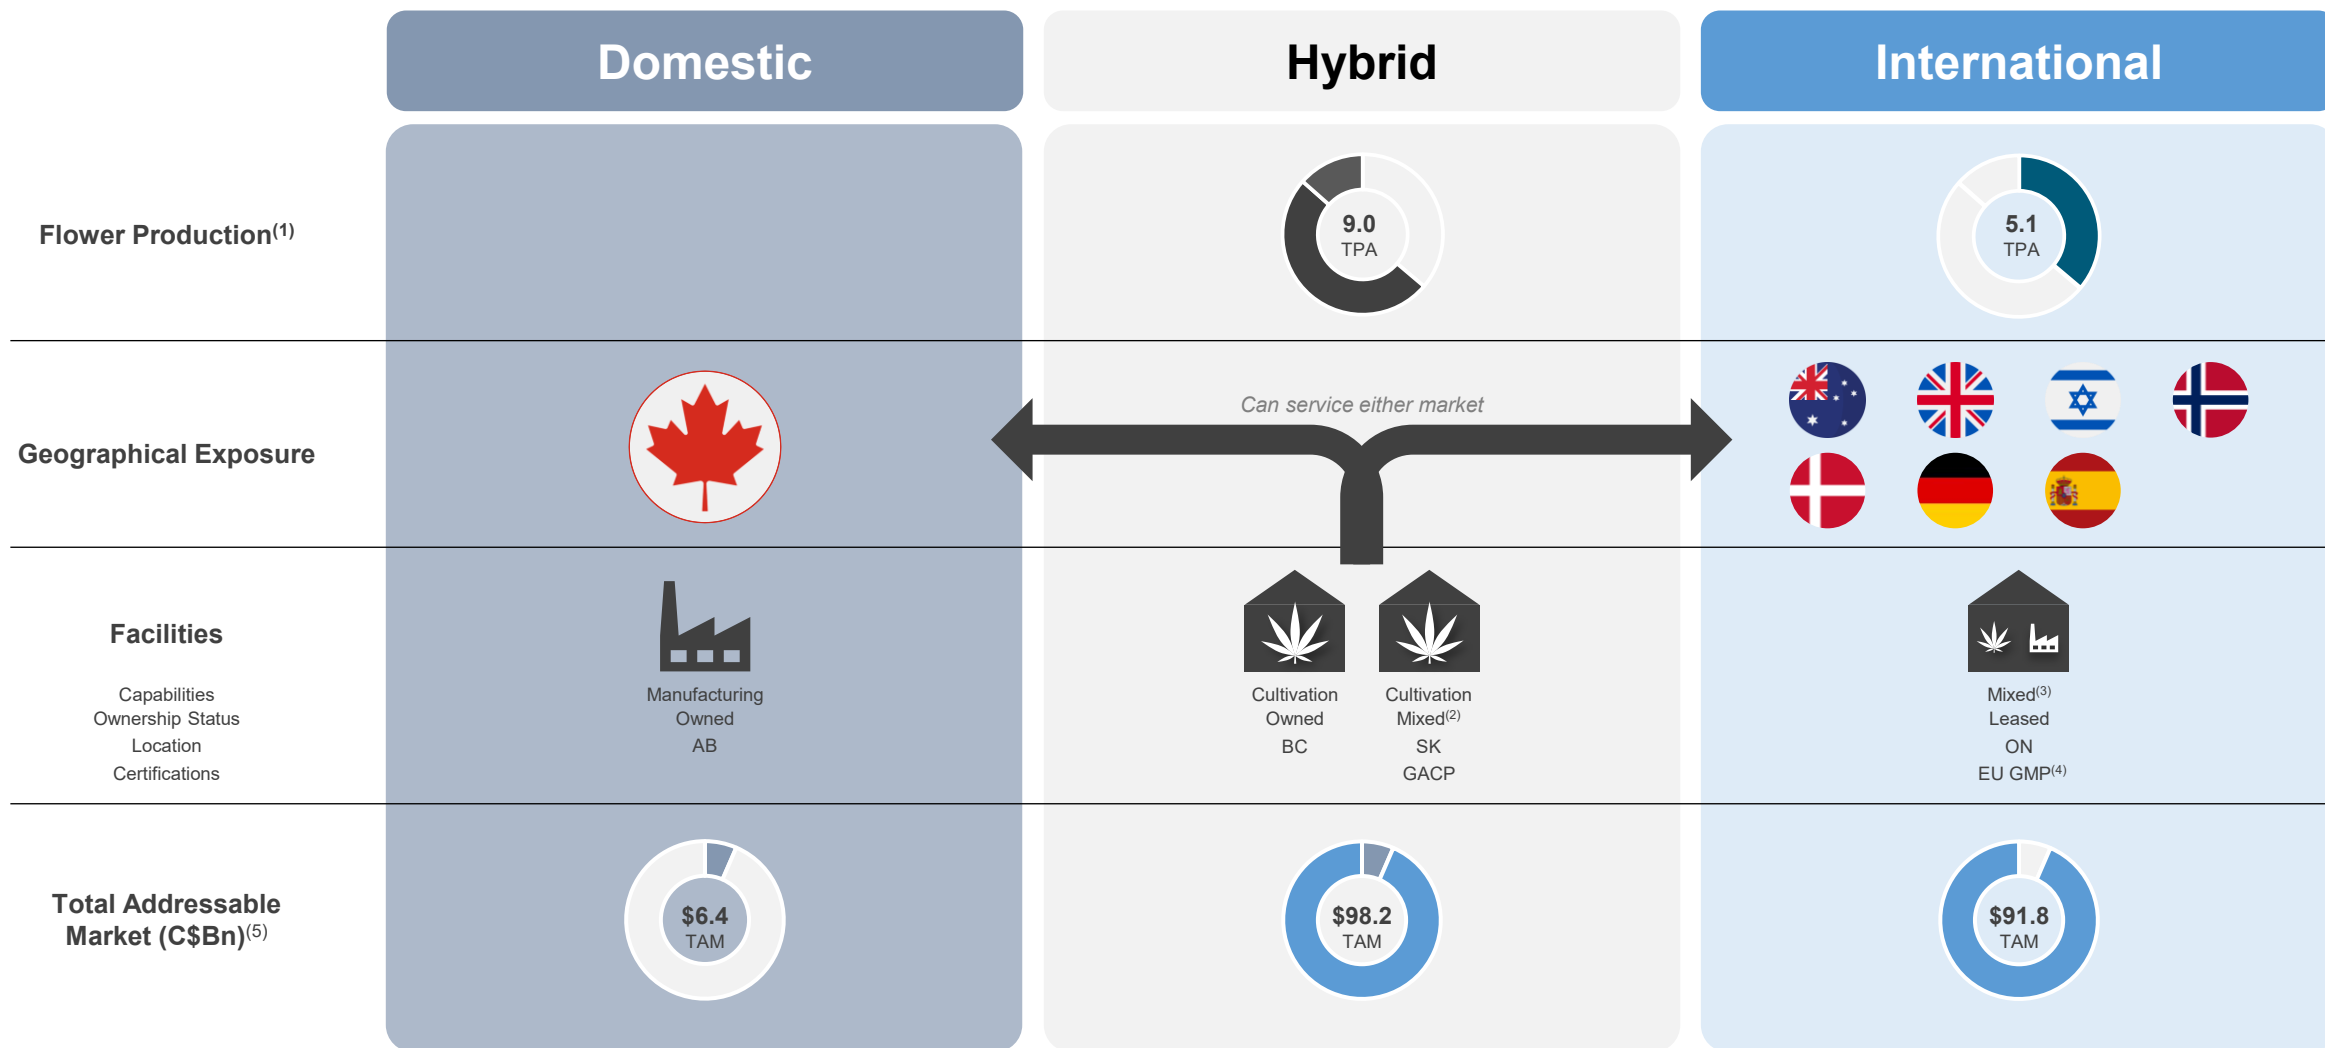 Domestic
Hybrid
International
Flower Production(1)
9.0
TPA
5.1
TPA
Geographical Exposure
Can service either market
Facilities
Capabilities
Ownership Status
Location
Certifications
Manufacturing
Owned
AB
Cultivation
Owned
BC
Cultivation
Mixed(2)
SK
GACP
Mixed(3)
Leased
ON
EU GMP(4)
Total Addressable
Market (C$Bn)(5)
$6.4
TAM
$98.2
TAM
$91.8
TAM